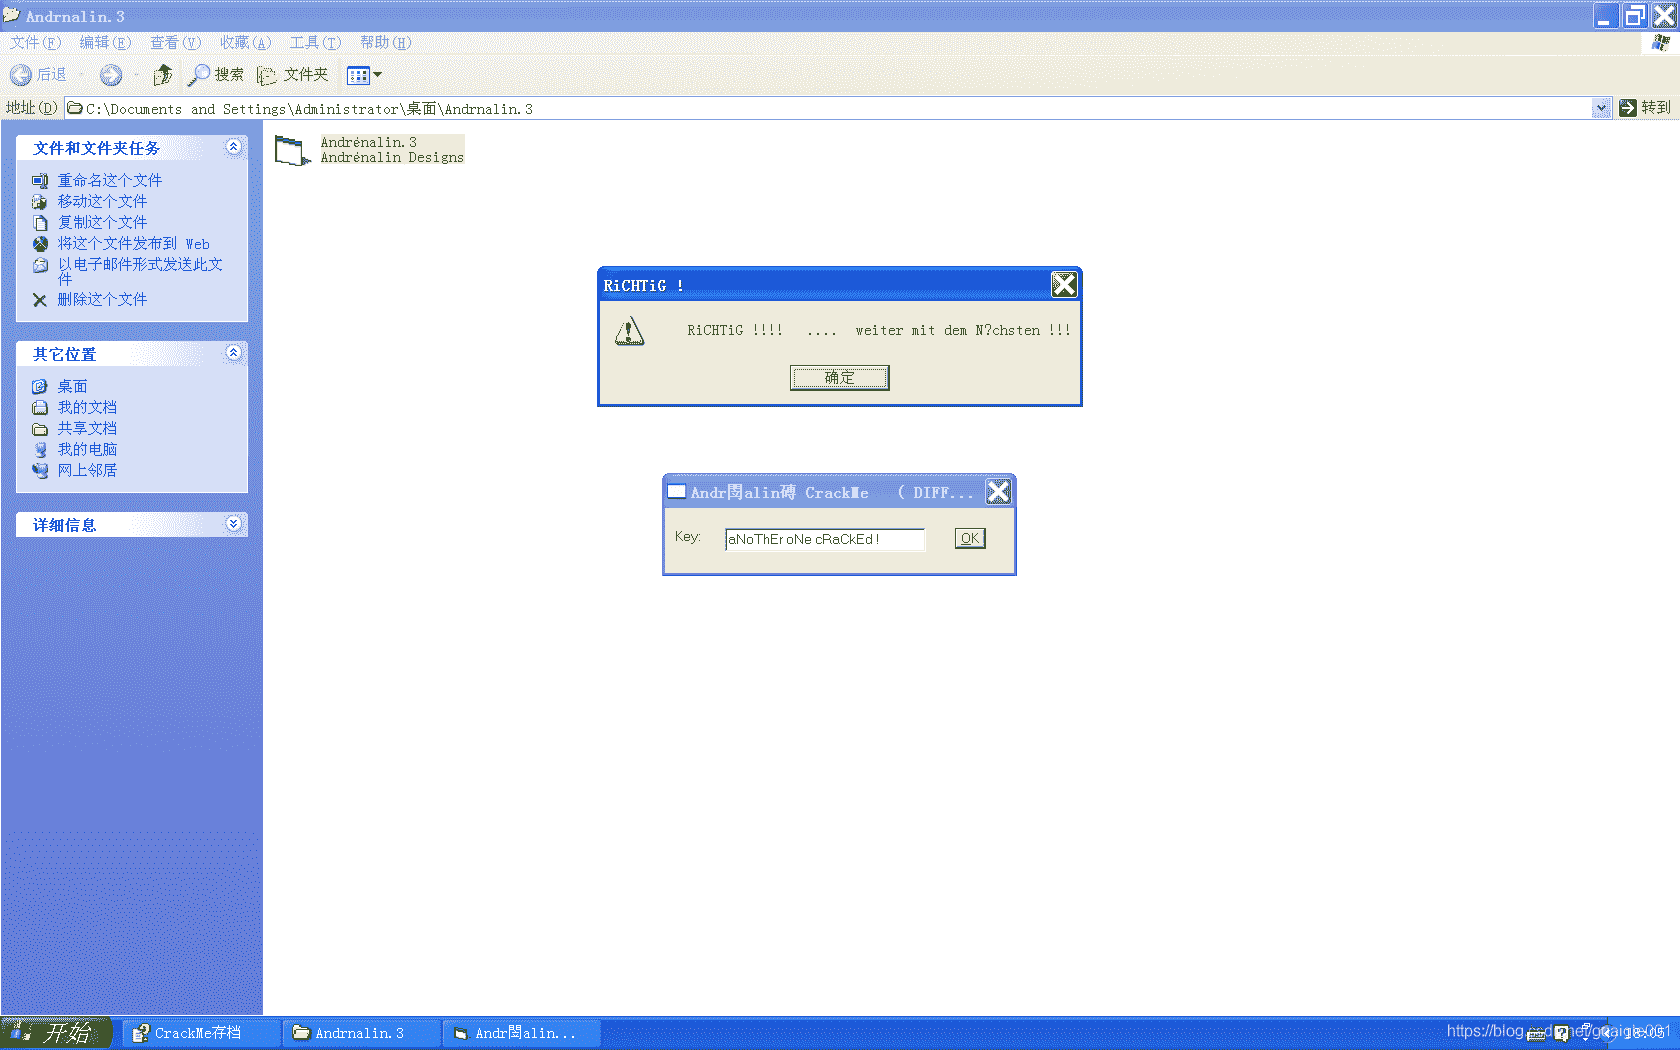 Andrnalin.3
文件(F) 编辑(E) 查看(V) 收藏(A) 工具(T) 帮助(H)
后退 搜索 文件夹
地址(D) C:\Documents and Settings\Administrator\桌面\Andrnalin.3 转到
文件和文件夹任务
重命名这个文件
移动这个文件
复制这个文件
将这个文件发布到 Web
以电子邮件形式发送此文
件
删除这个文件
其它位置
桌面
我的文档
共享文档
我的电脑
网上邻居
详细信息
Andrénalin.3
Andrénalin Designs
RiCHTiG !
RiCHTiG !!!! .... weiter mit dem N?chsten !!!
确定
Andr閚alin磗 CrackMe ( DIFF...
Key: aNoThEr oNe cRaCkEd ! OK
开始 CrackMe存档 Andrnalin.3 Andr閚alin...